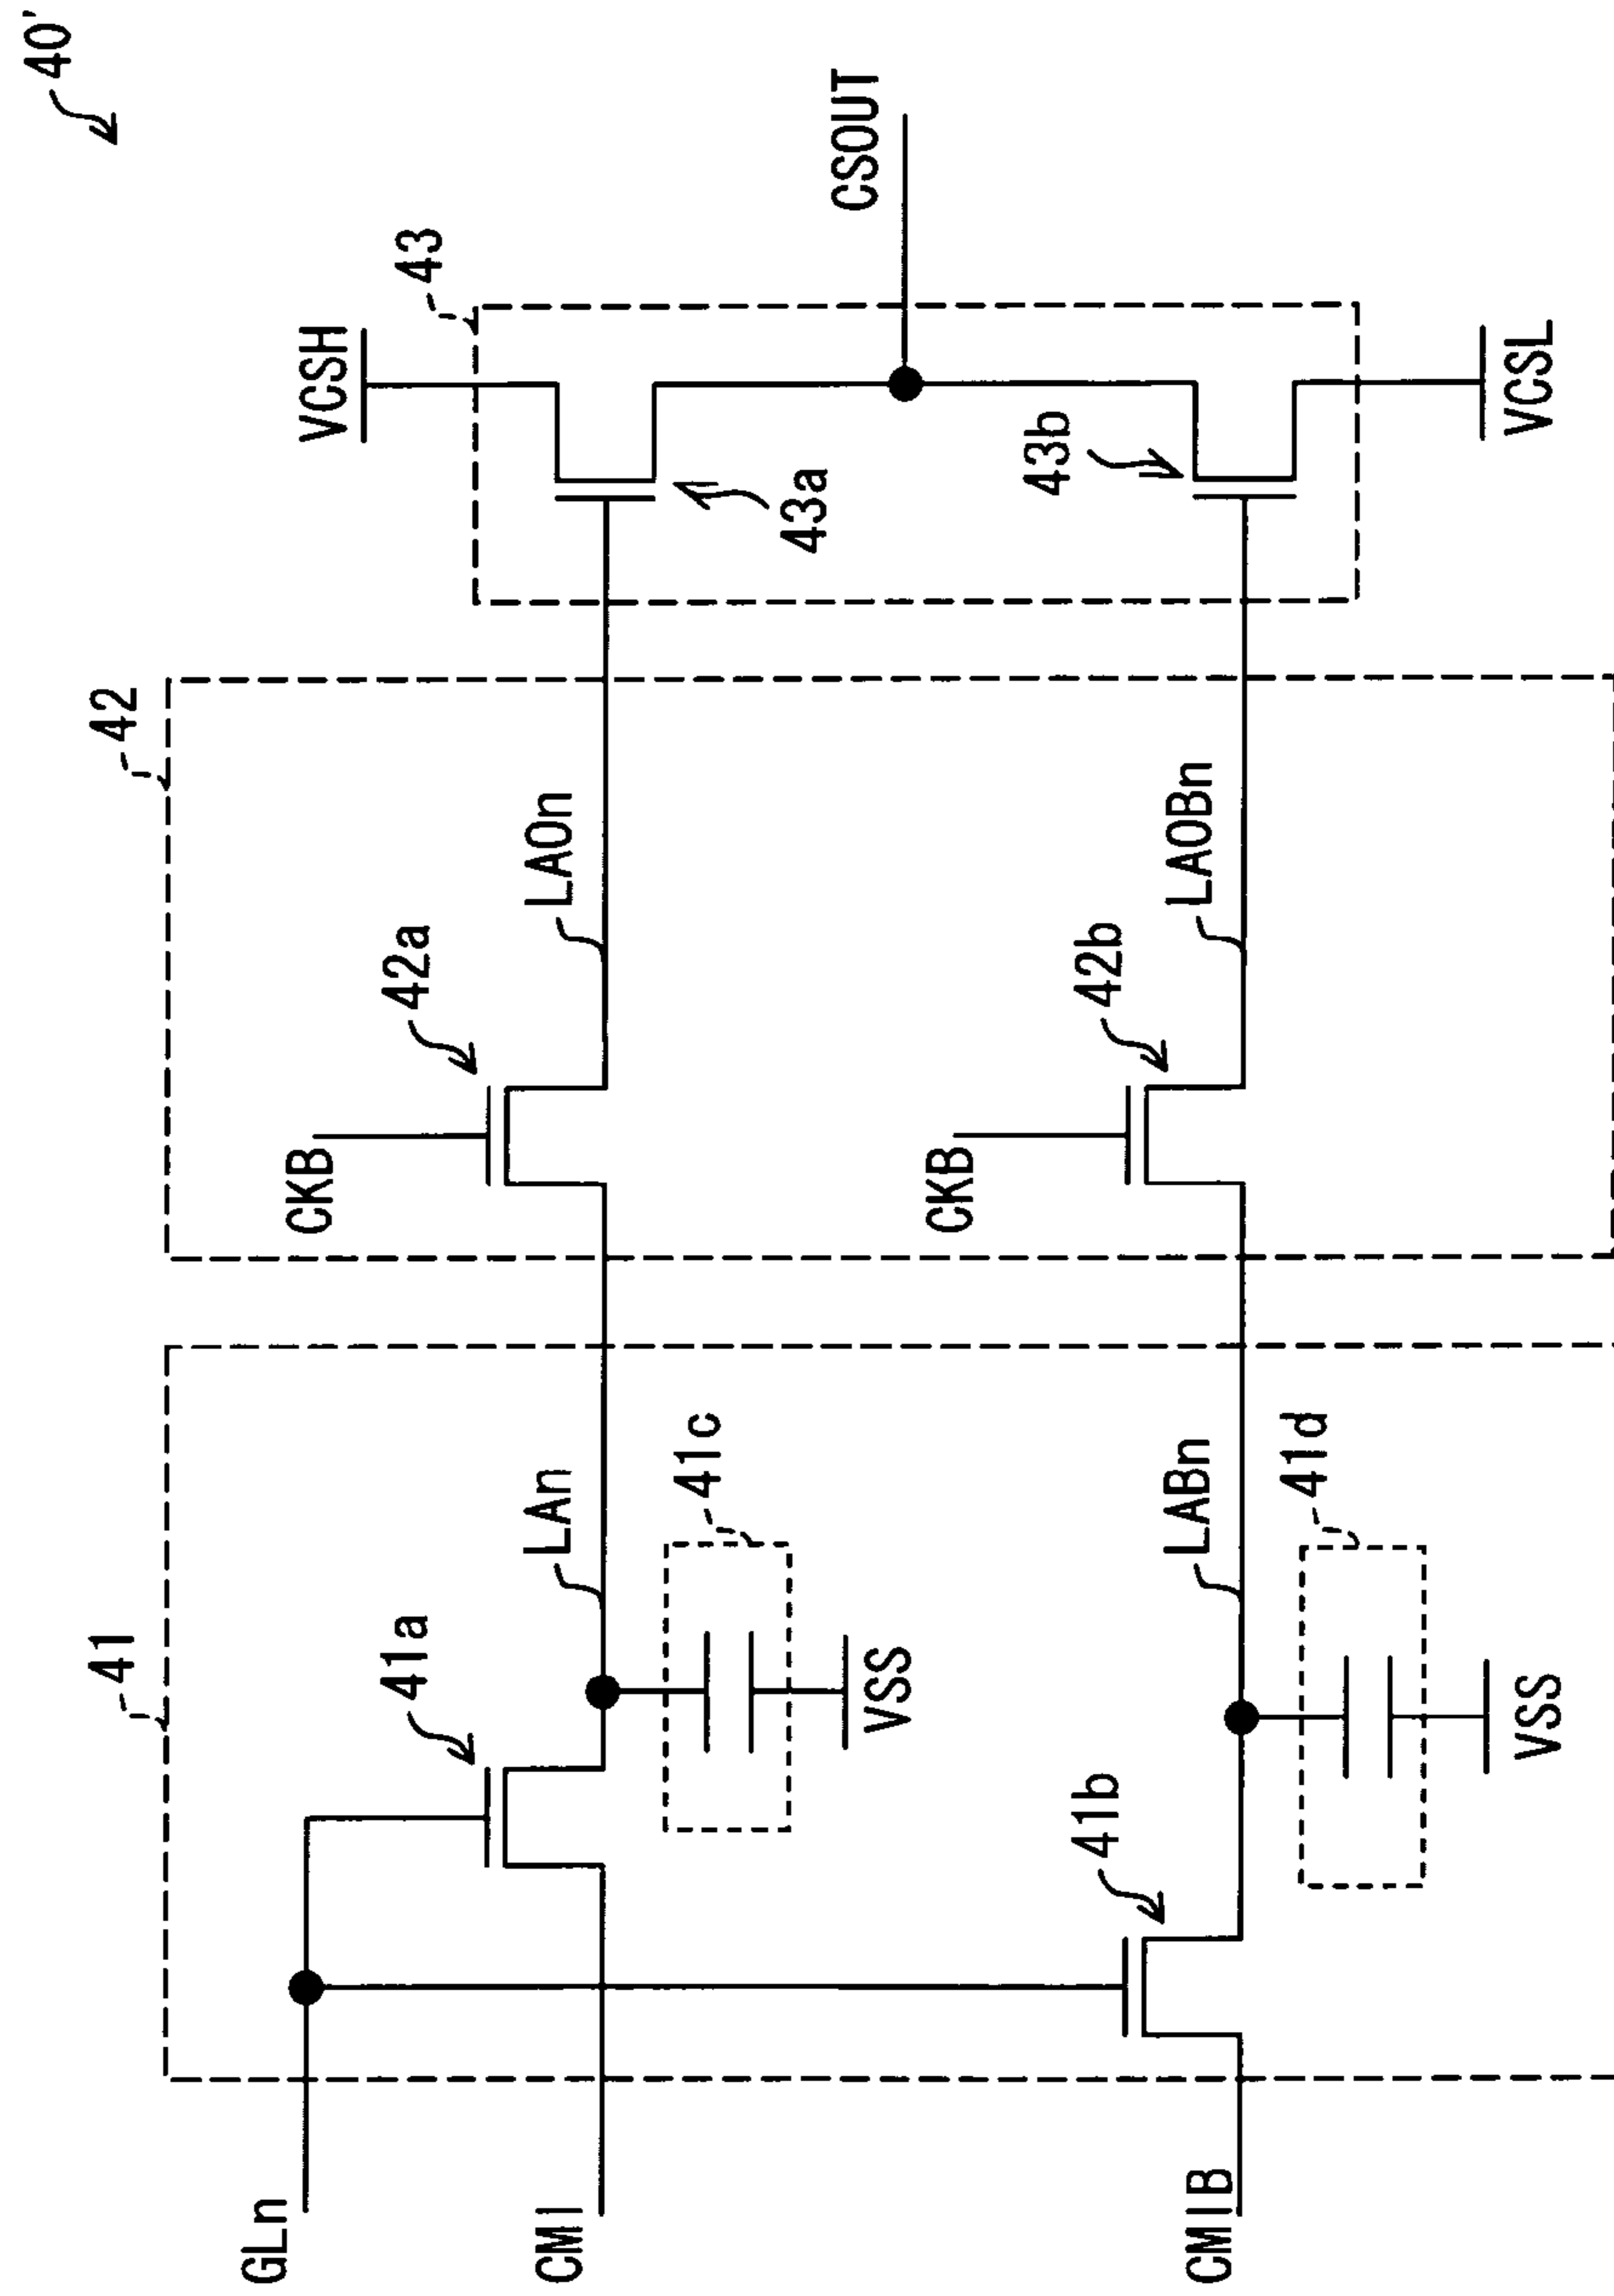 40'
VCSH
43
CSOUT
43a
43b
VCSL
42
42a
LAOn
CKB
42b
LAOBn
CKB
41
41a
LAn
41c
VSS
41b
LABn
41d
VSS
GLn
CMI
CMIB